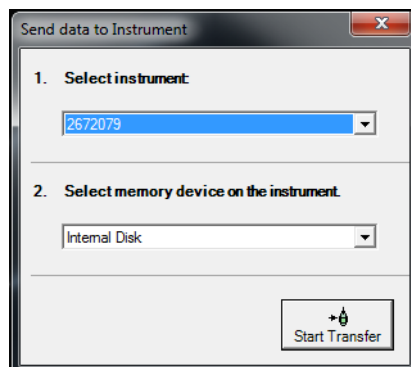 Send data to Instrument
1. Select instrument:
2672079
2. Select memory device on the instrument.
Internal Disk
Start Transfer